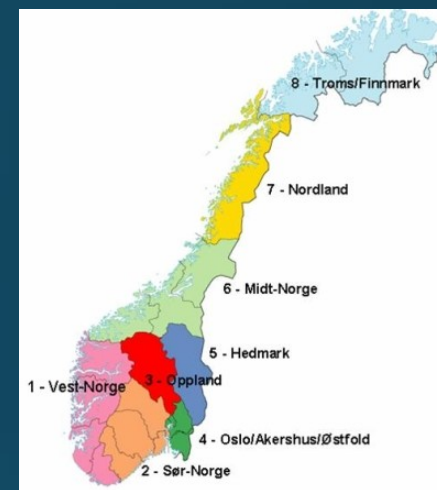 8 - Troms/Finnmark
7 - Nordland
6 - Midt-Norge
5 - Hedmark
1 - Vest-Norge
3 - Oppland
4 - Oslo/Akershus/Østfold
2 - Sør-Norge